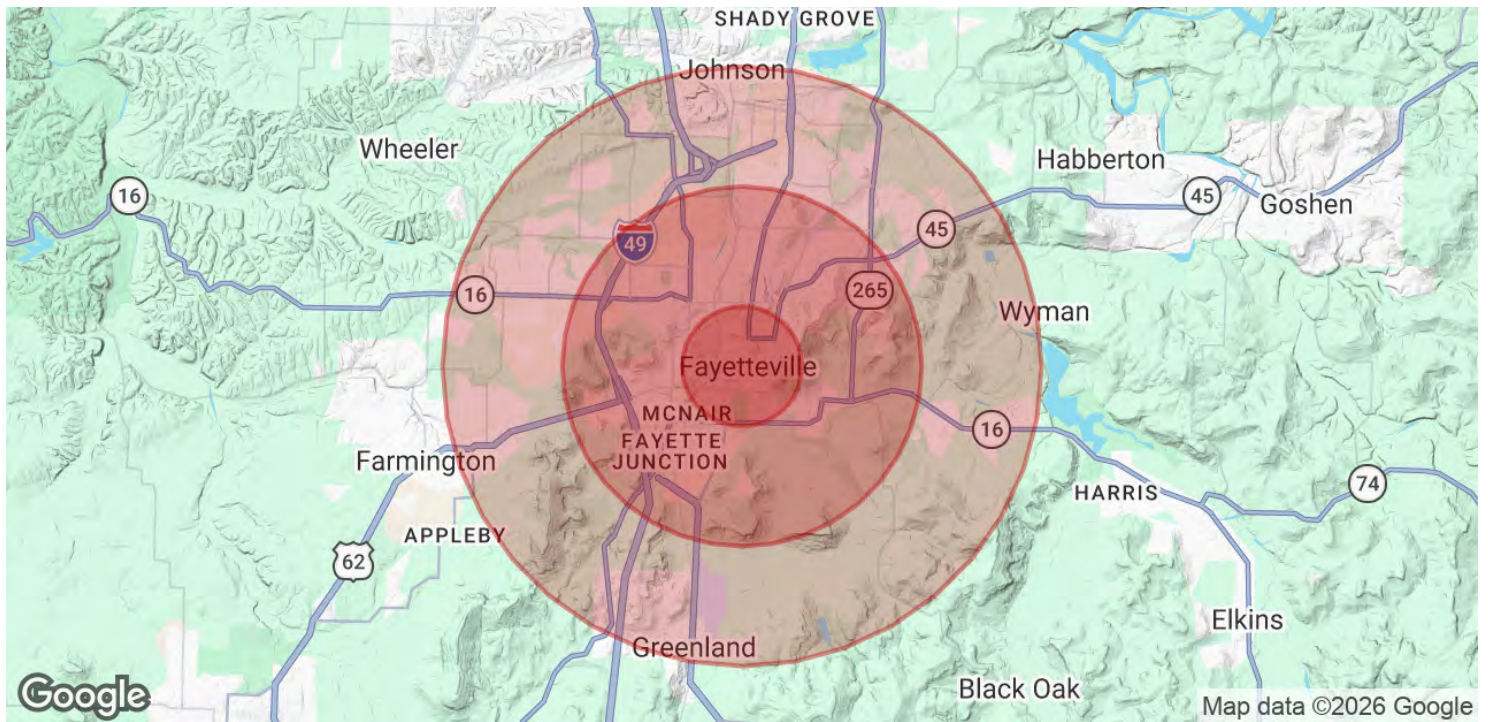 SHADY GROVE
Johnson
Wheeler
Habberton
16
45
Goshen
45
49
265
16
Wyman
Fayetteville
MCNAIR
16
FAYETTE
JUNCTION
Farmington
74
HARRIS
APPLEBY
62
Elkins
Greenland
Black Oak
Google
Map data ©2026 Google